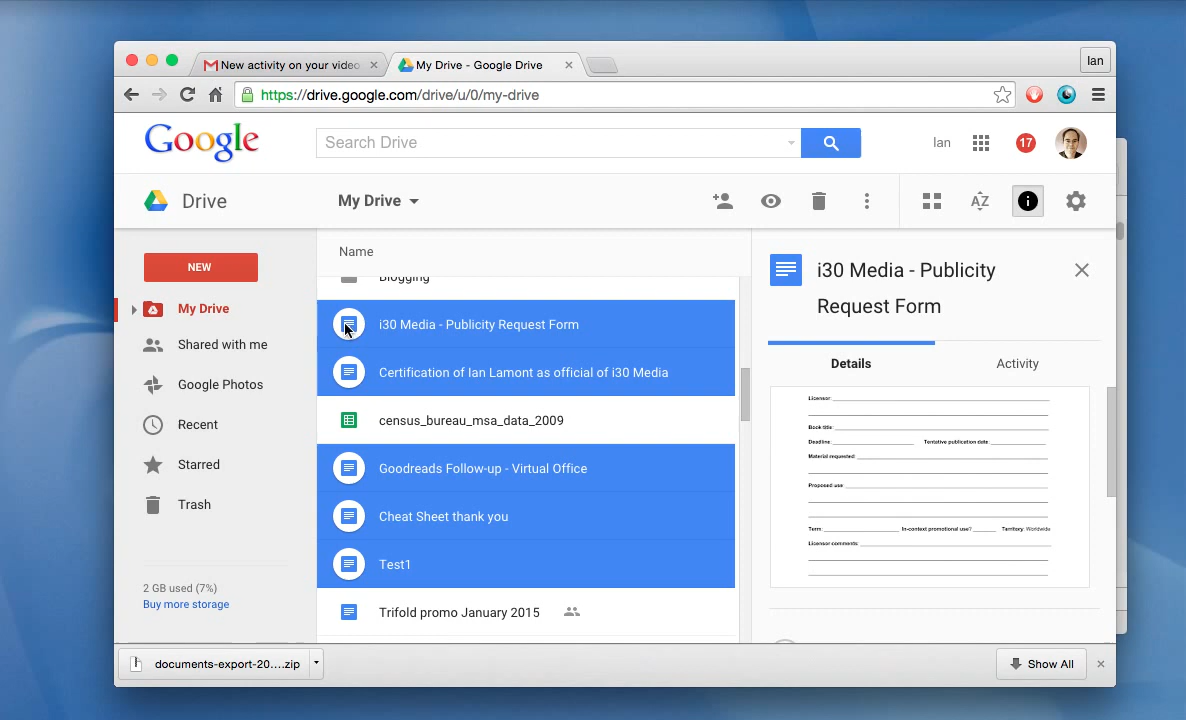 New activity on your video
My Drive - Google Drive
Ian
https://drive.google.com/drive/u/0/my-drive
Google
Search Drive
Ian
17
Drive
My Drive
AZ
i
NEW
My Drive
Shared with me
Google Photos
Recent
Starred
Trash
2 GB used (7%)
Buy more storage
Name
Blogging
i30 Media - Publicity Request Form
Certification of Ian Lamont as official of i30 Media
census_bureau_msa_data_2009
Goodreads Follow-up - Virtual Office
Cheat Sheet thank you
Test1
Trifold promo January 2015
i30 Media - Publicity
Request Form
Details
Activity
Licensor:
Book title:
Deadline: Tentative publication date:
Material requested:
Proposed use:
Term: In-context promotional use? Territory: Worldwide
Licensor comments:
documents-export-20....zip
Show All